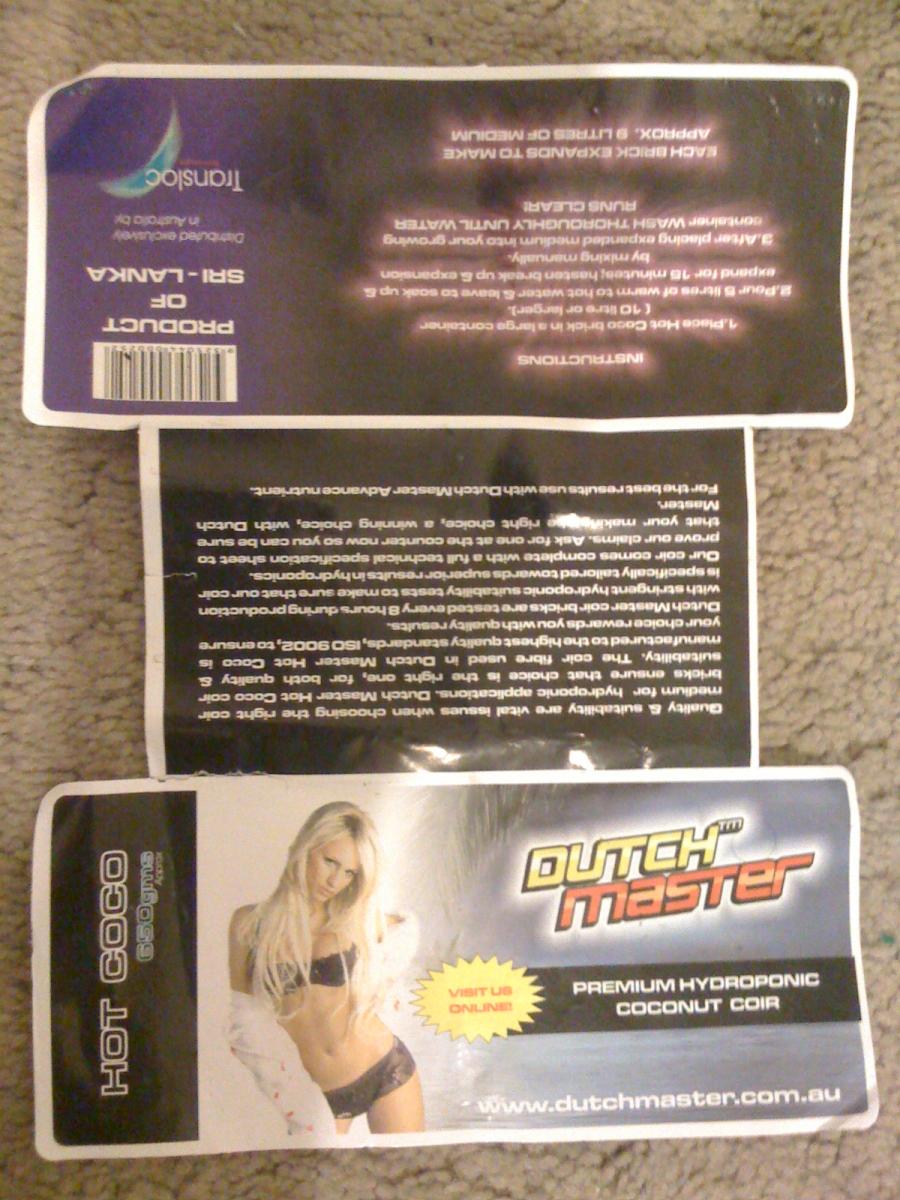 HOT COCO
650gms
Approx
DUTCH™
master
VISIT US
ONLINE!
PREMIUM HYDROPONIC
COCONUT COIR
www.dutchmaster.com.au
Quality & suitability are vital issues when choosing the right coir
medium for hydroponic applications. Dutch Master Hot Coco coir
bricks ensure that choice is the right one, for both quality &
suitability. The coir fibre used in Dutch Master Hot Coco is
manufactured to the highest quality standards, ISO 9002, to ensure
your choice rewards you with quality results.
Dutch Master coir bricks are tested every 8 hours during production
with stringent hydroponic suitability tests to make sure that our coir
is specifically tailored towards superior results in hydroponics.
Our coir comes complete with a full technical specification sheet to
prove our claims. Ask for one at the counter now so you can be sure
that your making the right choice, a winning choice, with Dutch
Master.
For the best results use with Dutch Master Advance nutrient.
INSTRUCTIONS
1.Place Hot Coco brick in a large container
( 10 litre or larger).
2.Pour 5 litres of warm to hot water & leave to soak &
expand for 15 minutes; hasten break up & expansion
by mixing manually.
3.After placing expanded medium into your growing
container WASH THOROUGHLY UNTIL WATER
RUNS CLEAR!
EACH BRICK EXPANDS TO MAKE
APPROX. 9 LITRES OF MEDIUM
PRODUCT
OF
SRI - LANKA
Distributed exclusively
in Australia by
Transloc